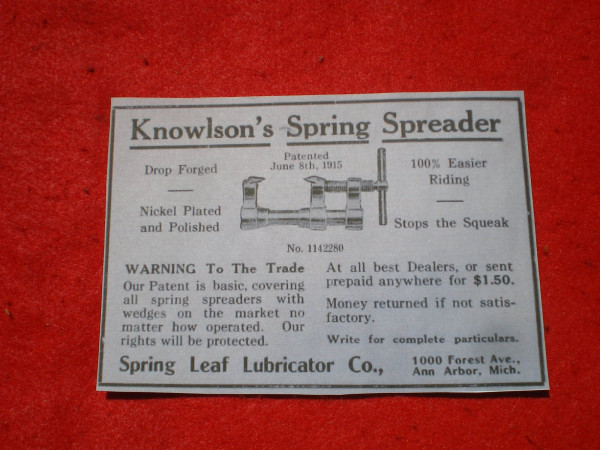 Knowlson's Spring Spreader
Drop Forged
Nickel Plated
and Polished
Patented
June 8th, 1915
No. 1142280
100% Easier
Riding
Stops the Squeak
WARNING To The Trade
Our Patent is basic, covering
all spring spreaders with
wedges on the market no
matter how operated. Our
rights will be protected.
At all best Dealers, or sent
prepaid anywhere for $1.50.
Money returned if not satis-
factory.
Write for complete particulars.
Spring Leaf Lubricator Co.,
1000 Forest Ave.,
Ann Arbor, Mich.